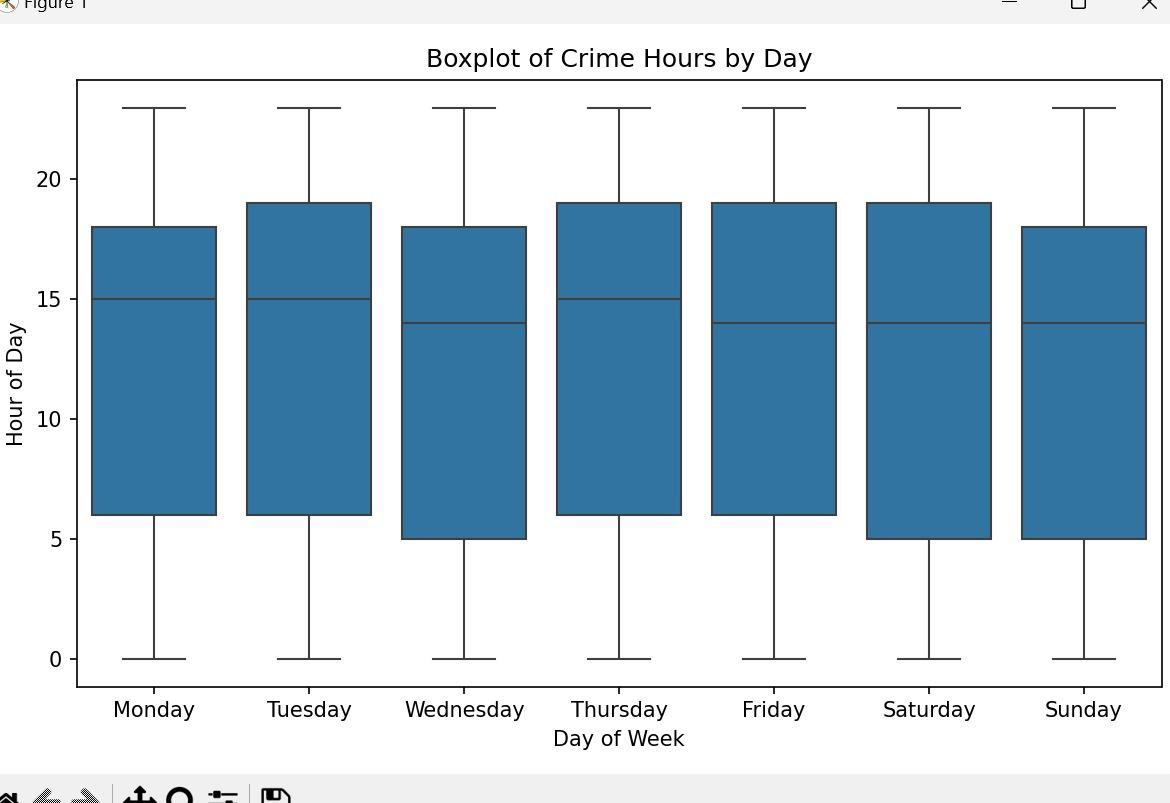 Figure 1
Boxplot of Crime Hours by Day
20
15
10
5
0
Hour of Day
Monday Tuesday Wednesday Thursday Friday Saturday Sunday
Day of Week